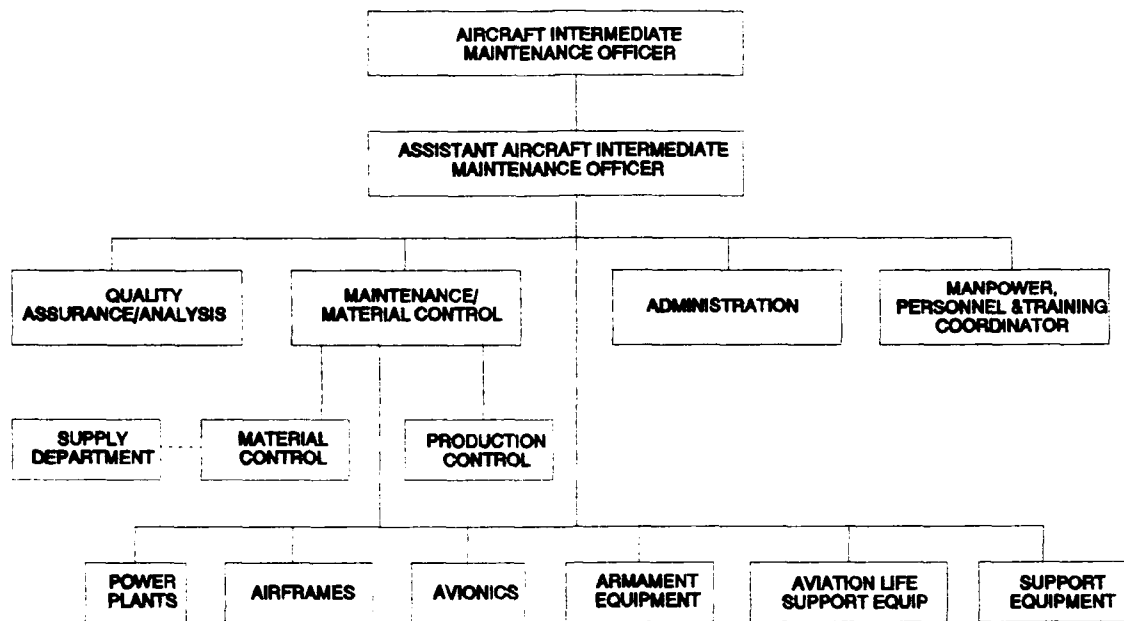 AIRCRAFT INTERMEDIATE
MAINTENANCE OFFICER
ASSISTANT AIRCRAFT INTERMEDIATE
MAINTENANCE OFFICER
QUALITY
ASSURANCE/ANALYSIS
MAINTENANCE/
MATERIAL CONTROL
ADMINISTRATION
MANPOWER,
PERSONNEL &TRAINING
COORDINATOR
SUPPLY
DEPARTMENT
MATERIAL
CONTROL
PRODUCTION
CONTROL
POWER
PLANTS
AIRFRAMES
AVIONICS
ARMAMENT
EQUIPMENT
AVIATION LIFE
SUPPORT EQUIP
SUPPORT
EQUIPMENT